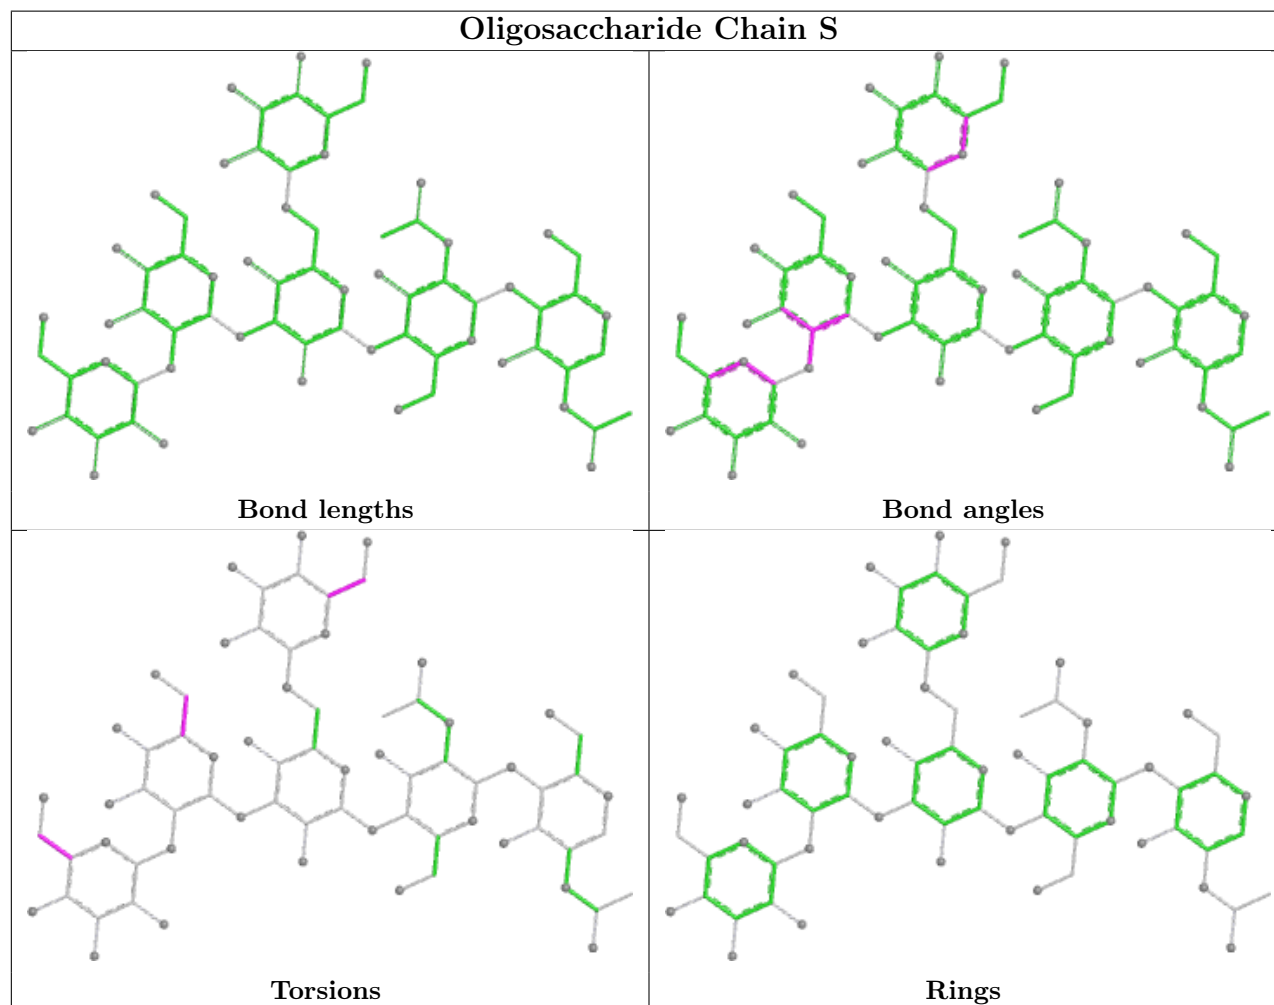 Oligosaccharide Chain S
Bond lengths
Bond angles
Torsions
Rings